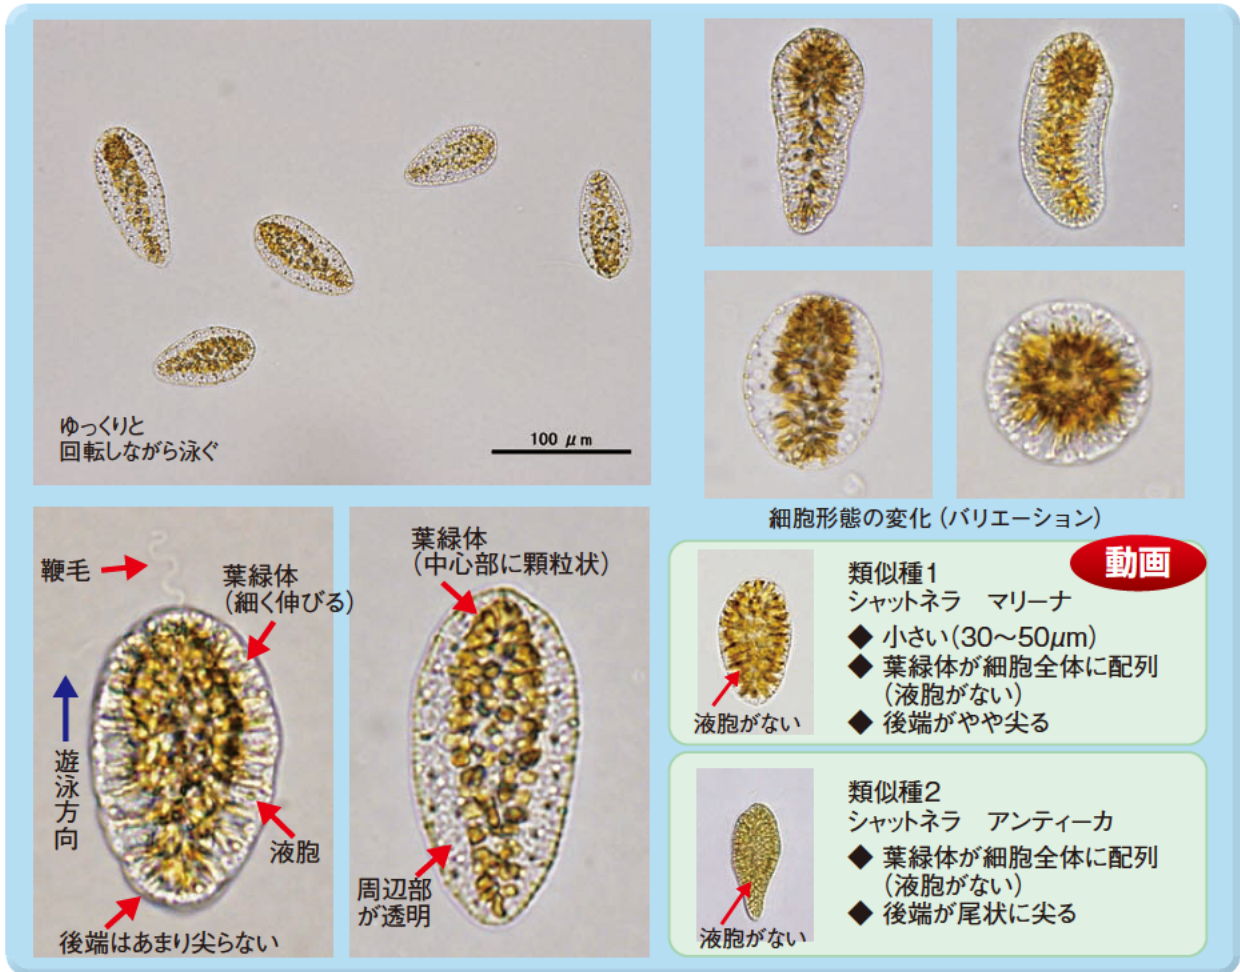 ゆっくりと
回転しながら泳ぐ
100 μm
細胞形態の変化（バリエーション）
鞭毛
葉緑体
（細く伸びる）
遊泳方向
液胞
後端はあまり尖らない
葉緑体
（中心部に顆粒状）
周辺部
が透明
動画
類似種1
シャットネラ　マリーナ
◆ 小さい（30〜50μm）
◆ 葉緑体が細胞全体に配列
（液胞がない）
◆ 後端がやや尖る
液胞がない
類似種2
シャットネラ　アンティーカ
◆ 葉緑体が細胞全体に配列
（液胞がない）
◆ 後端が尾状に尖る
液胞がない